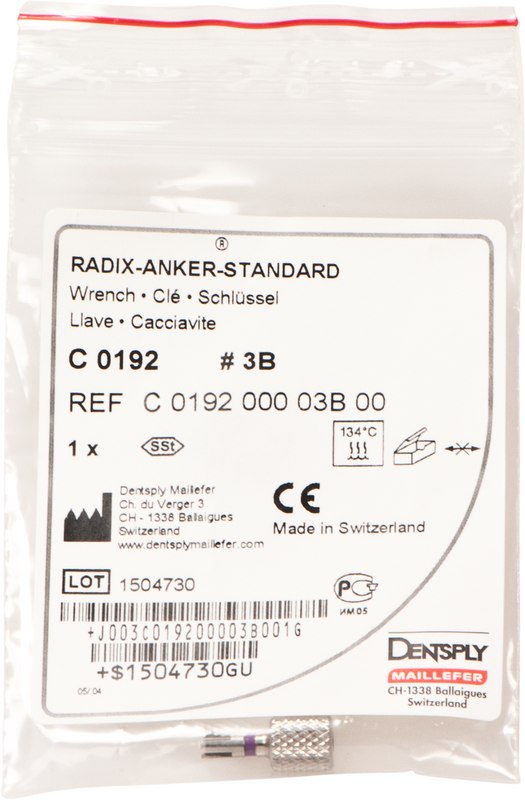 ®
RADIX-ANKER-STANDARD
Wrench • Clé • Schlüssel
Llave • Cacciavite
C 0192 # 3B
REF C 0192 000 03B 00
1 x SSt 134°C
Dentsply Maillefer
Ch. du Verger 3
CH - 1338 Ballaigues
Switzerland
www.dentsplymaillefer.com
CE
Made in Switzerland
LOT 1504730
PC
ИМ05
+J003C019200003B001G
+$1504730GU
05/ 04
DENTSPLY
MAILLEFER
CH-1338 Ballaigues
Switzerland